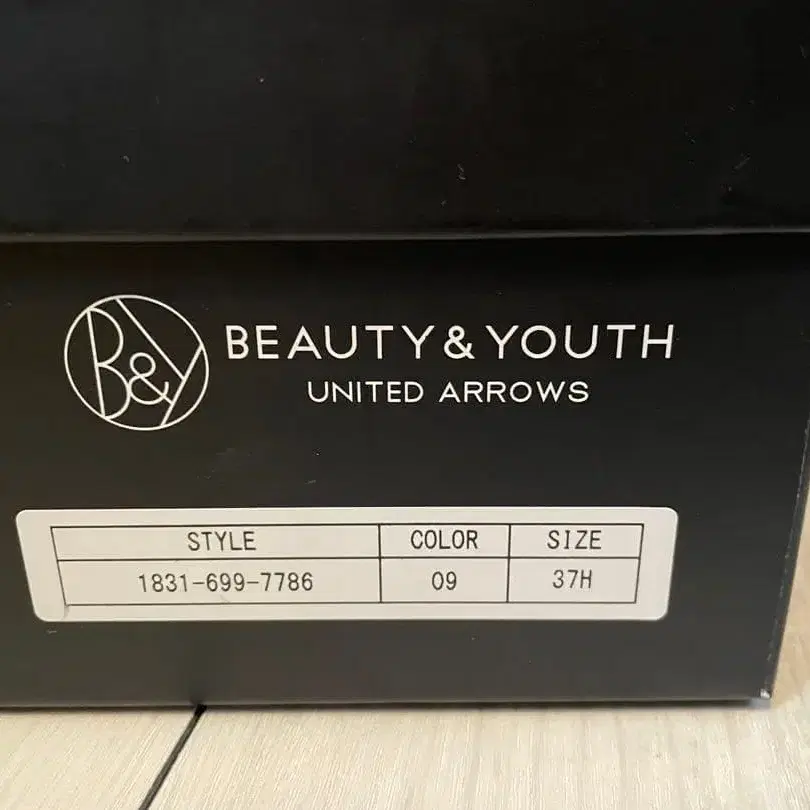 B&Y
BEAUTY&YOUTH
UNITED ARROWS
STYLE COLOR SIZE
1831-699-7786 09 37H